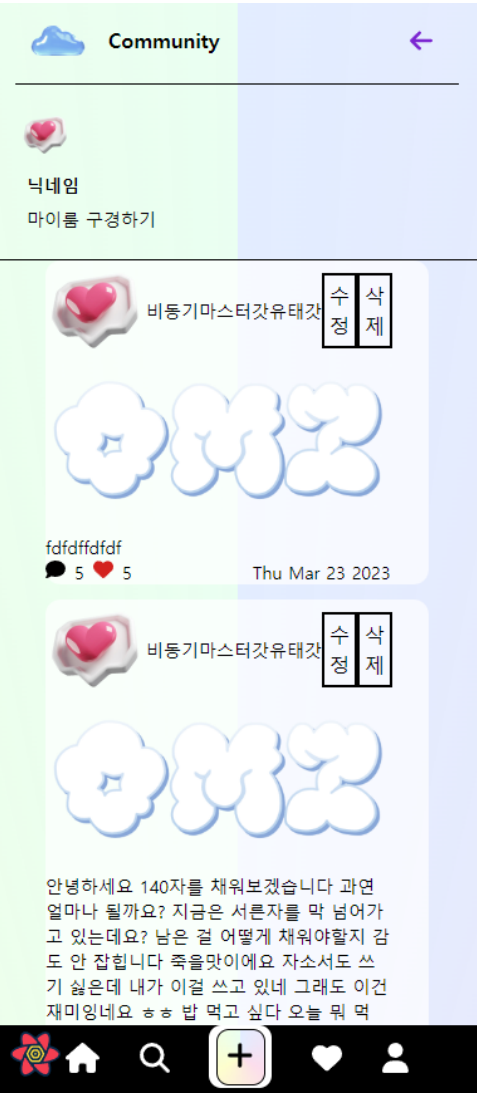 Community
닉네임
마이룸 구경하기
비동기마스터갓유태갓
수정
삭제
OMZ
fdfdffdfdf
5 5 Thu Mar 23 2023
비동기마스터갓유태갓
수정
삭제
OMZ
안녕하세요 140자를 채워보겠습니다 과연
얼마나 될까요? 지금은 서른자를 막 넘어가
고 있는데요? 남은 걸 어떻게 채워야할지 감
도 안 잡힙니다 죽을맛이에요 자소서도 쓰
기 싫은데 내가 이걸 쓰고 있네 그래도 이건
재미잉네요 ㅎㅎ 밥 먹고 싶다 오늘 뭐 먹